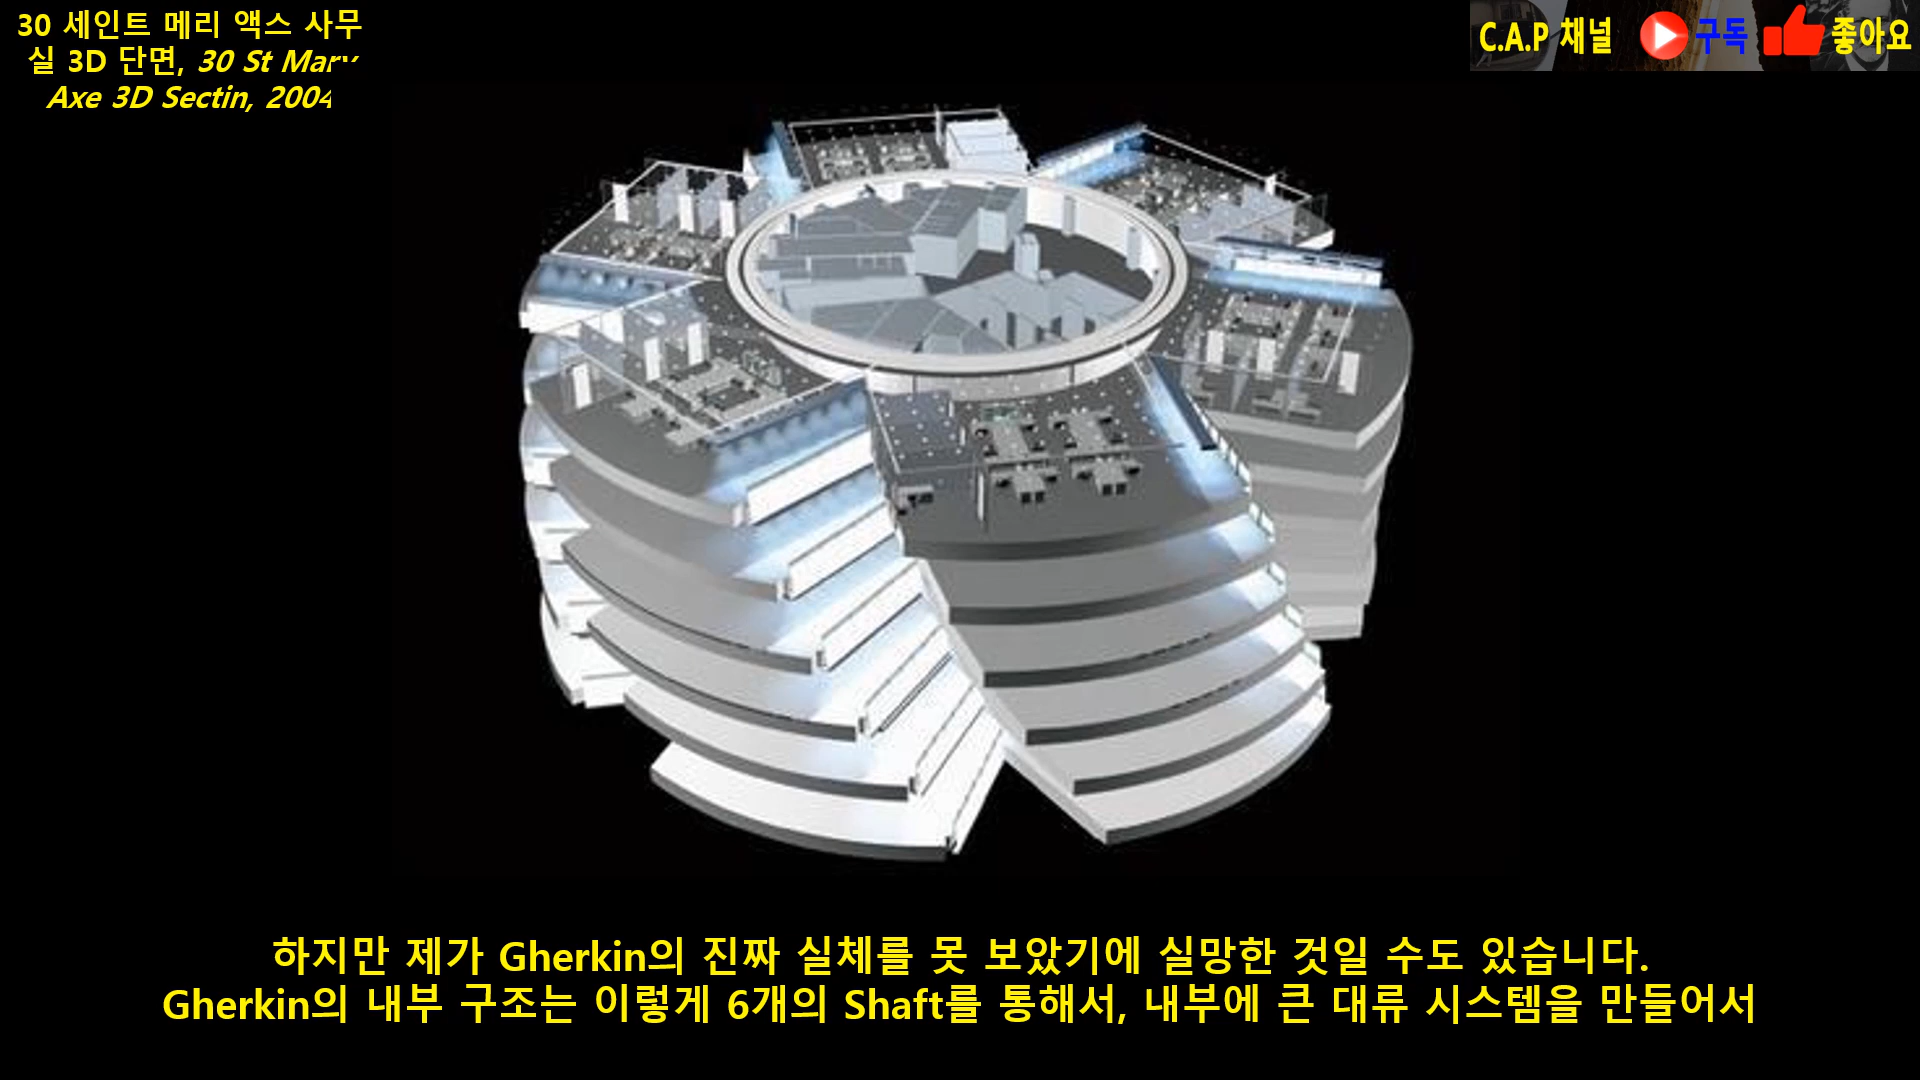 30 세인트 메리 액스 사무
실 3D 단면, 30 St Mary
Axe 3D Sectin, 2004
C.A.P 채널 구독 좋아요
하지만 제가 Gherkin의 진짜 실체를 못 보았기에 실망한 것일 수도 있습니다.
Gherkin의 내부 구조는 이렇게 6개의 Shaft를 통해서, 내부에 큰 대류 시스템을 만들어서